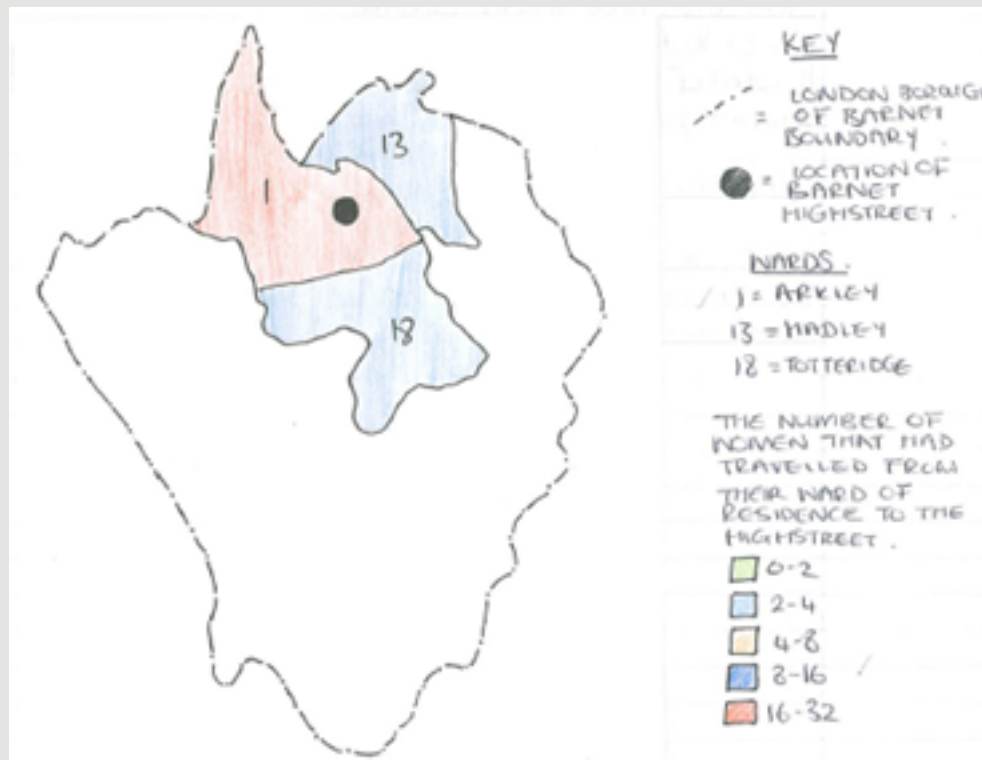 13
1
18
KEY
= LONDON BOROUG
OF BARNET
BOUNDARY.
= LOCATION OF
BARNET
HIGHSTREET.
WARDS.
1 = ARKLEY
13 = HADLEY
18 = TOTTERIDGE
THE NUMBER OF
WOMEN THAT HAD
TRAVELLED FROM
THEIR WARD OF
RESIDENCE TO THE
HIGHSTREET.
0-2
2-4
4-8
8-16
16-32